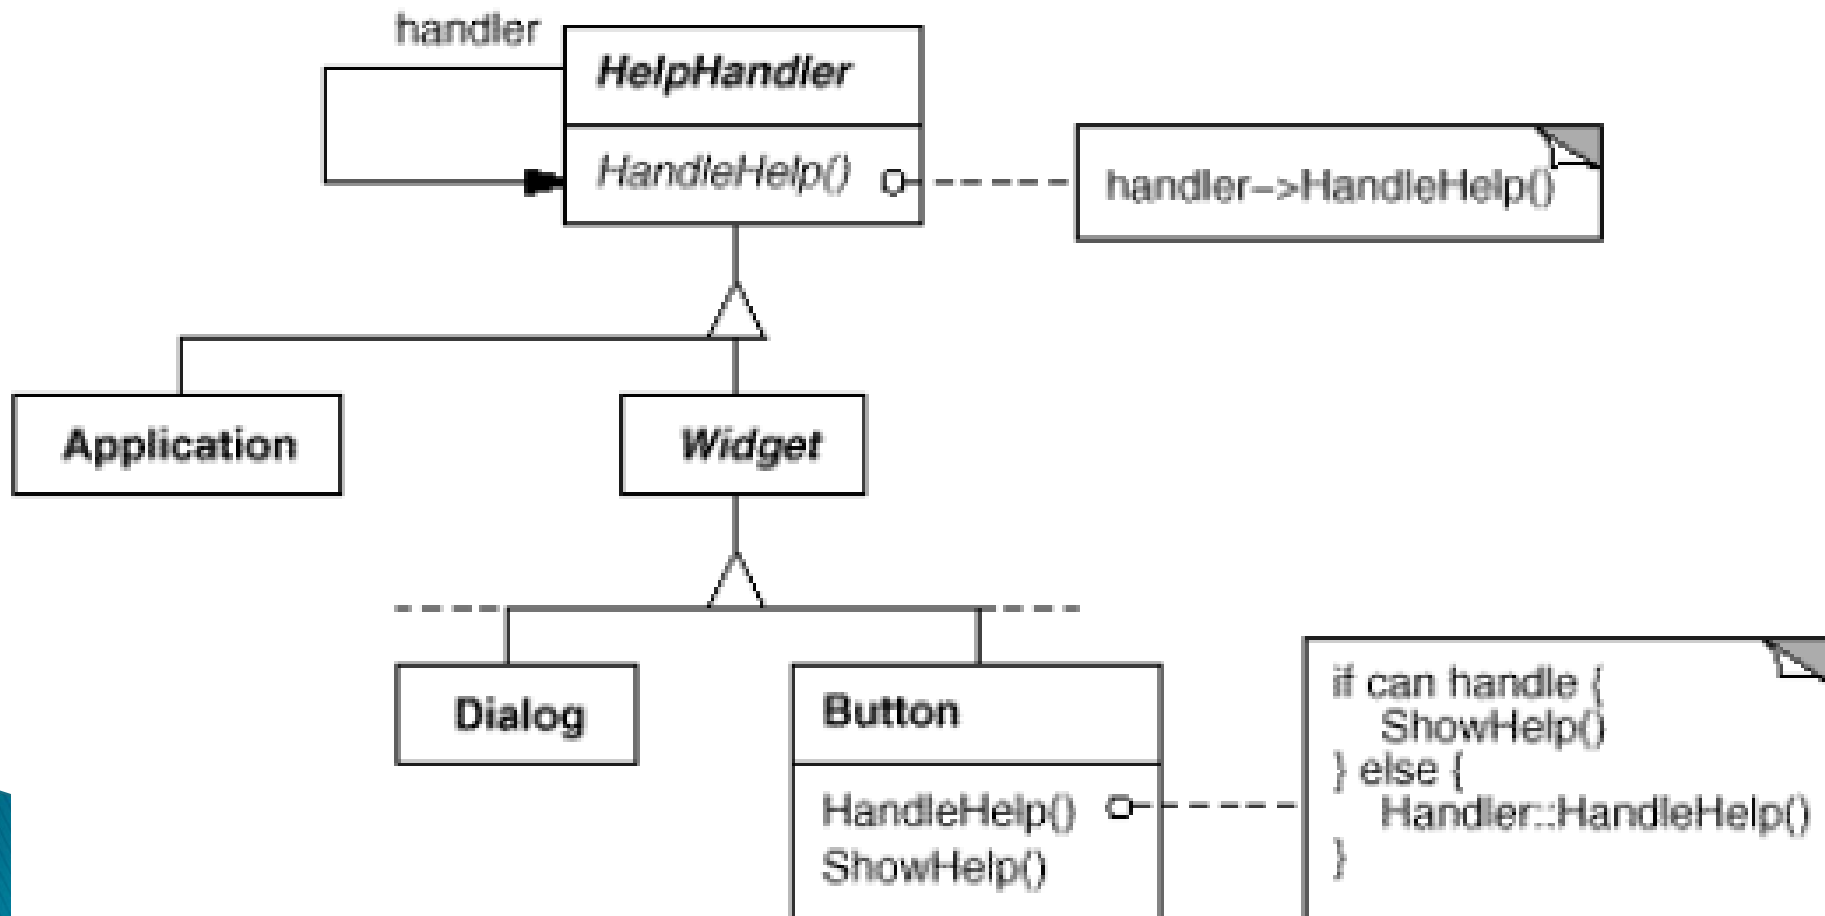 handler
HelpHandler
HandleHelp()
handler–>HandleHelp()
Application
Widget
Dialog
Button
HandleHelp()
ShowHelp()
if can handle {
ShowHelp()
} else {
Handler::HandleHelp()
}